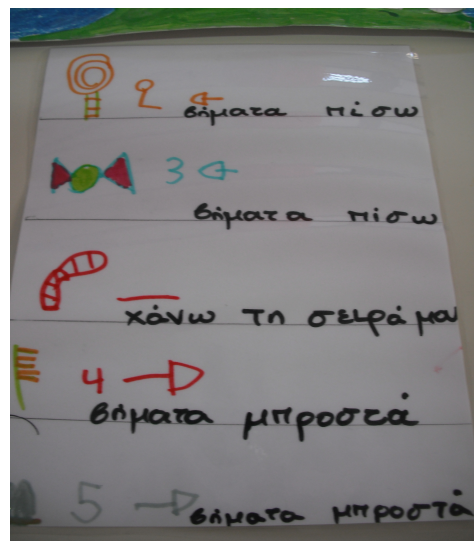 2 ← βήματα πίσω
3 ← βήματα πίσω
χάνω τη σειρά μου
4 → βήματα μπροστά
5 → βήματα μπροστά